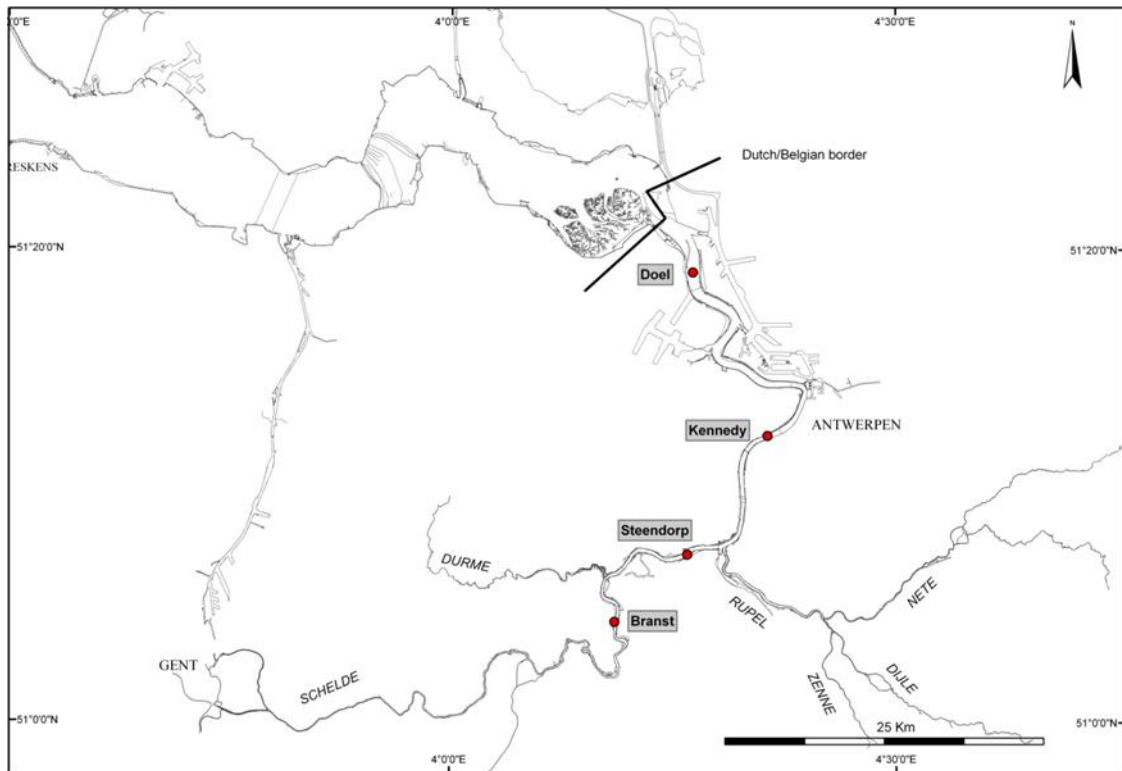 0'E
4°0'0"E
4°30'0"E
N
Dutch/Belgian border
RESKENS
51°20'0"N
51°20'0"N
Doel
Kennedy
ANTWERPEN
Steendorp
DURME
NETE
RUPEL
Branst
GENT
SCHELDE
DIJLE
ZENNE
51°0'0"N
51°0'0"N
25 Km
4°0'0"E
4°30'0"E